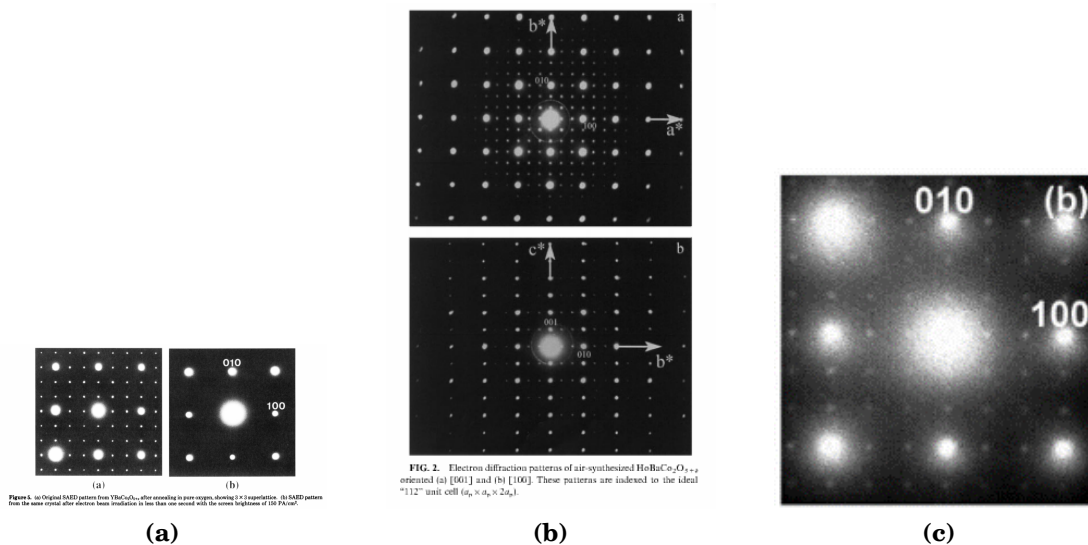 010
100
(a)
(b)
Figure 5. (a) Original SAED pattern from YBaCo₂O₅₊ₓ after annealing in pure oxygen, showing 3 × 3 superlattice. (b) SAED pattern
from the same crystal after electron beam irradiation in less than one second with the screen brightness of 150 PA/cm².
(a)
a
b*
010
100
a*
b
c*
001
010
b*
FIG. 2. Electron diffraction patterns of air-synthesized HoBaCo₂O₅₊δ
oriented (a) [001] and (b) [100]. These patterns are indexed to the ideal
“112” unit cell (aₚ × aₚ × 2aₚ).
(b)
010 (b)
100
(c)